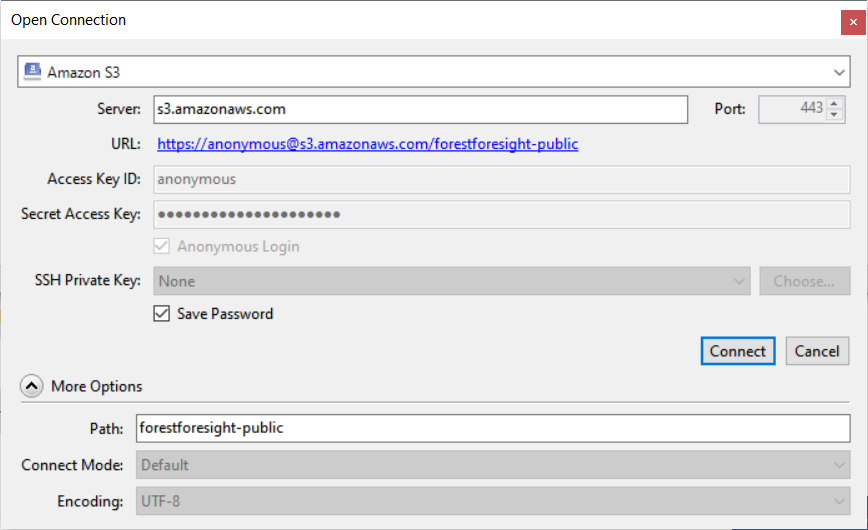 Open Connection
Amazon S3
Server: s3.amazonaws.com Port: 443
URL: https://anonymous@s3.amazonaws.com/forestforesight-public
Access Key ID: anonymous
Secret Access Key: ●●●●●●●●●●●●●●●●●●●●●
Anonymous Login
SSH Private Key: None Choose...
Save Password
Connect Cancel
More Options
Path: forestforesight-public
Connect Mode: Default
Encoding: UTF-8